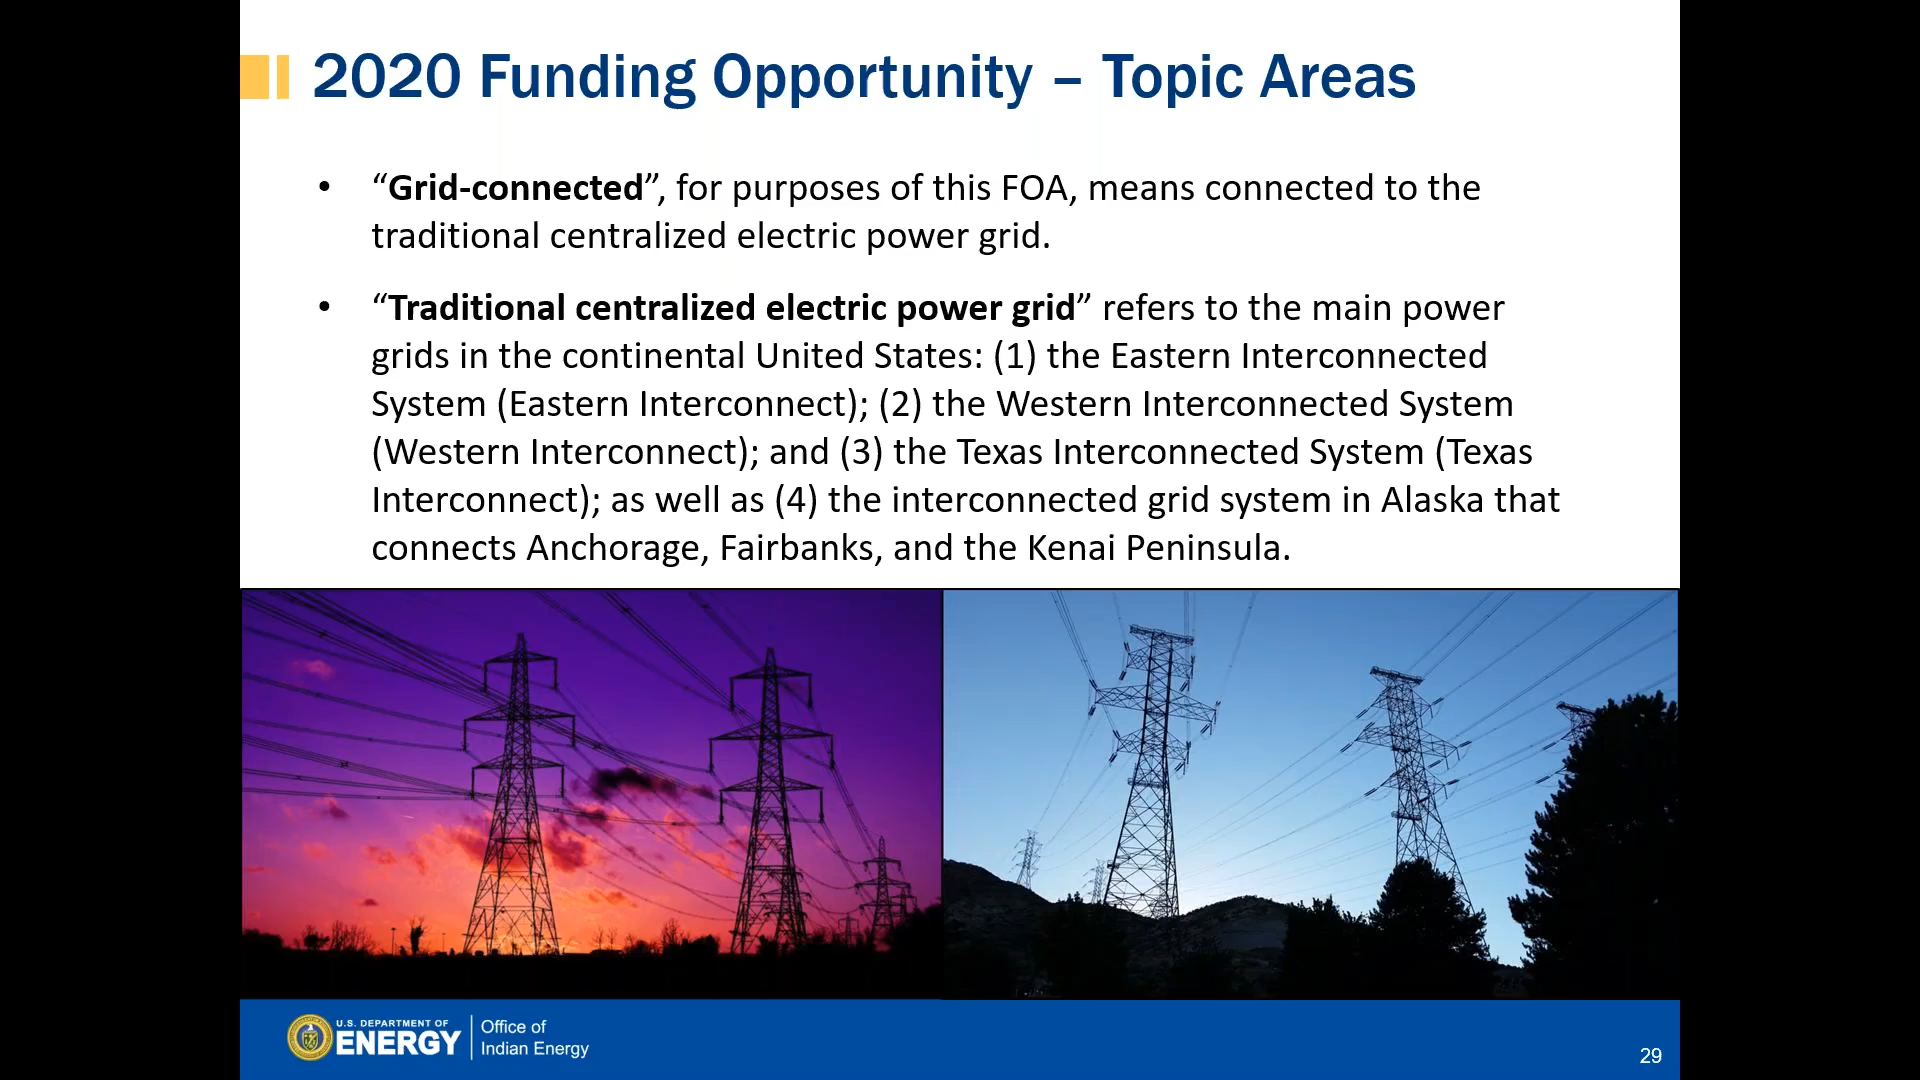 2020 Funding Opportunity – Topic Areas
• “Grid-connected”, for purposes of this FOA, means connected to the
traditional centralized electric power grid.
• “Traditional centralized electric power grid” refers to the main power
grids in the continental United States: (1) the Eastern Interconnected
System (Eastern Interconnect); (2) the Western Interconnected System
(Western Interconnect); and (3) the Texas Interconnected System (Texas
Interconnect); as well as (4) the interconnected grid system in Alaska that
connects Anchorage, Fairbanks, and the Kenai Peninsula.
U.S. DEPARTMENT OF
ENERGY
Office of
Indian Energy
29